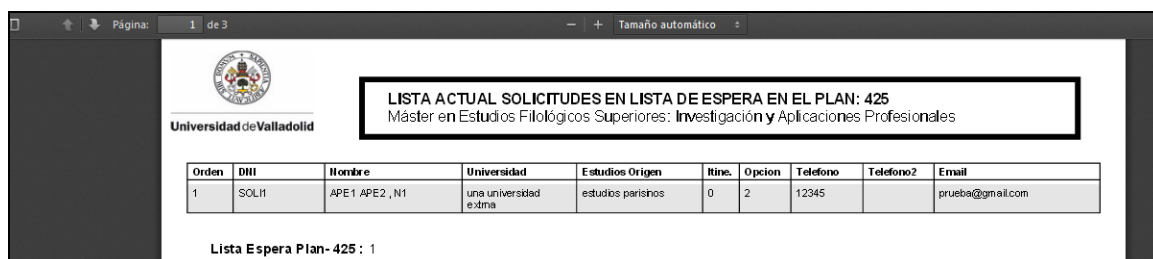 Página: 1 de 3 Tamaño automático
LISTA ACTUAL SOLICITUDES EN LISTA DE ESPERA EN EL PLAN: 425
Máster en Estudios Filológicos Superiores: Investigación y Aplicaciones Profesionales
Universidad de Valladolid
Orden DNI Nombre Universidad Estudios Origen Itine. Opcion Telefono Telefono2 Email
1 SOLI1 APE1 APE2 , N1 una universidad estudios parisinos 0 2 12345 prueba@gmail.com
extrna
Lista Espera Plan- 425 : 1